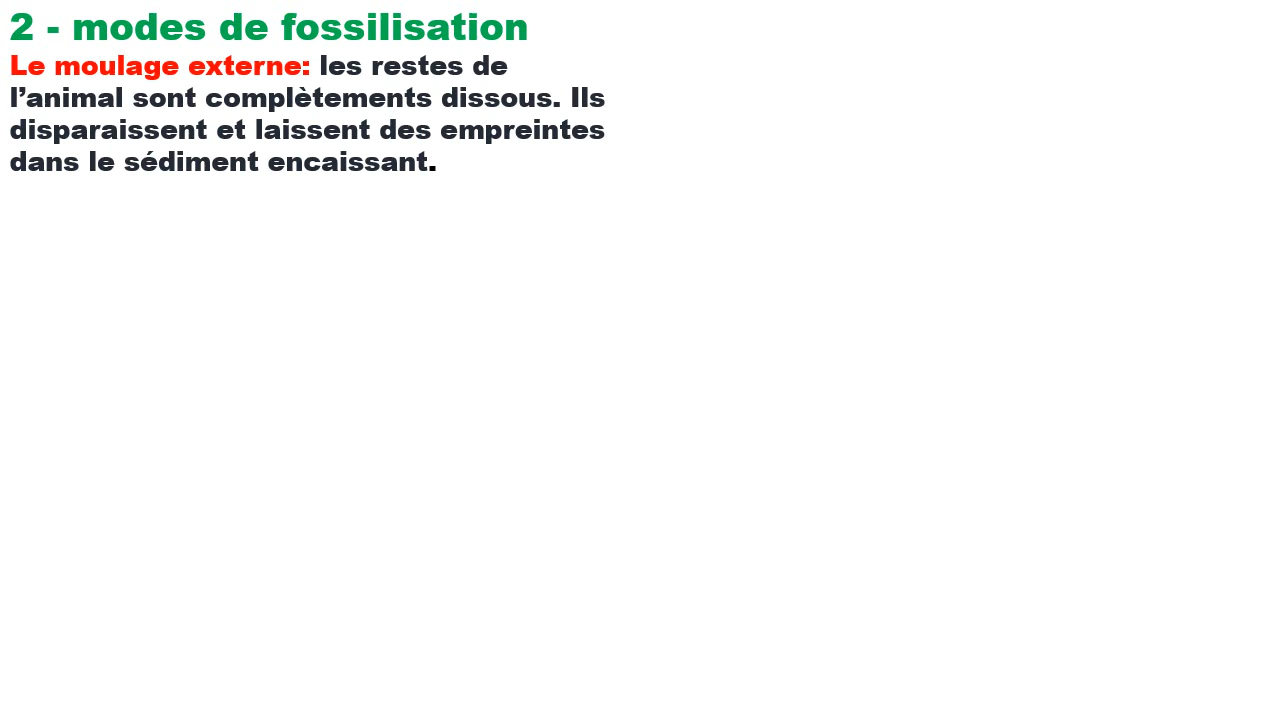 2 - modes de fossilisation
Le moulage externe: les restes de
l’animal sont complètements dissous. Ils
disparaissent et laissent des empreintes
dans le sédiment encaissant.